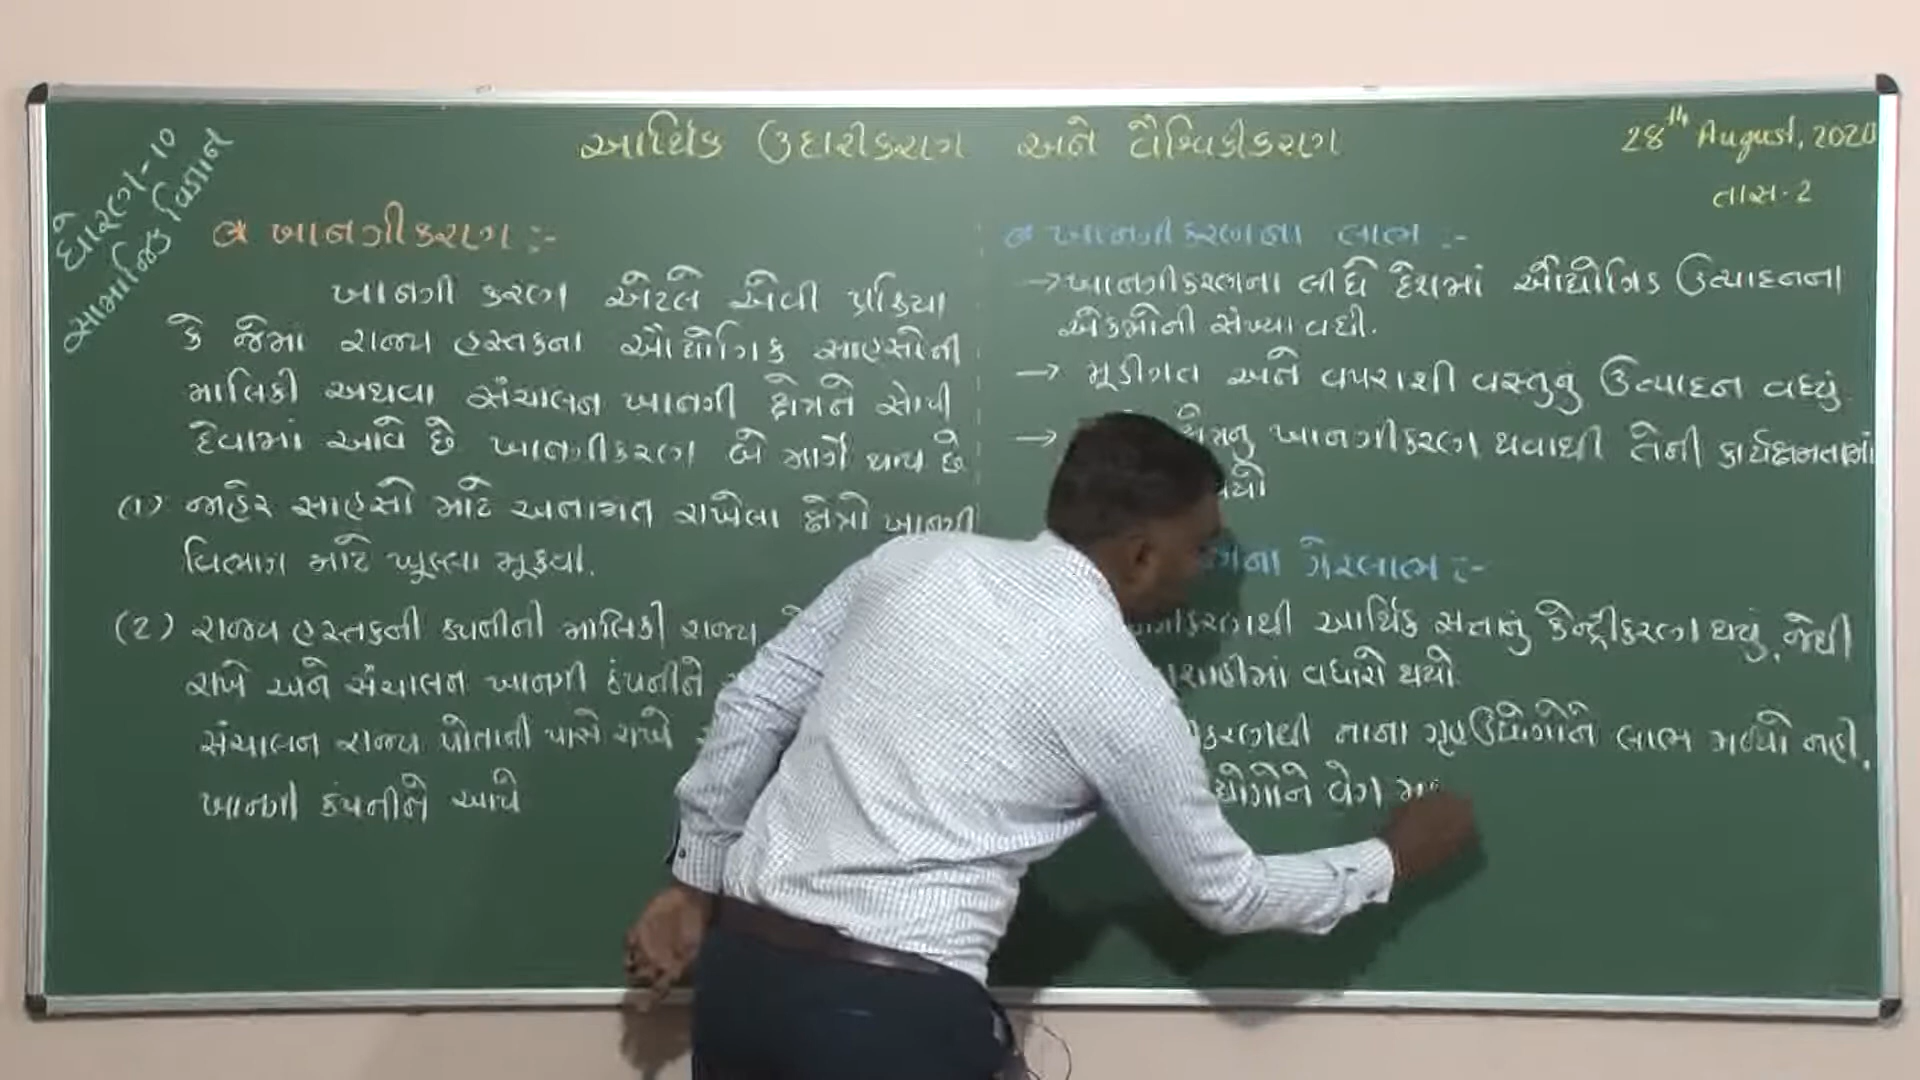 ધોરણ-10
સામાજિક વિજ્ઞાન
આર્થિક ઉદારીકરણ અને વૈશ્વિકીકરણ
28th August, 2020
તાસ-2
ખાનગીકરણ :-
ખાનગી કરણ એટલે એવી પ્રક્રિયા
કે જેમાં રાજ્ય હસ્તકના ઔદ્યોગિક સાહસોની
માલિકી અથવા સંચાલન ખાનગી ક્ષેત્રને સોપી
દેવામાં આવે છે ખાનગીકરણ બે માર્ગે થાય છે
(1) જાહેર સાહસો માટે અનામત રાખેલા ક્ષેત્રો ખાનગી
વિભાગ માટે ખુલ્લા મૂકવા.
(2) રાજ્ય હસ્તકની કંપનીની માલિકી રાજ્ય
રાખે અને સંચાલન ખાનગી કંપનીને
સંચાલન રાજ્ય પોતાની પાસે રાખે
ખાનગી કંપનીને આપે
ખાનગીકરણના લાભ :-
→ ખાનગીકરણના લીધે દેશમાં ઔદ્યોગિક ઉત્પાદનના
એકમોની સંખ્યા વધી.
→ મૂડીગત અને વપરાશી વસ્તુનું ઉત્પાદન વધ્યું.
→ ખાનગીકરણ થવાથી તેની કાર્યક્ષમતામાં
ગેરલાભ :-
આર્થિક સત્તાનું કેન્દ્રીકરણ થયું, જેથી
વધારો થયો.
નાના ગૃહઉદ્યોગોને લાભ મળ્યો નહી.
વેગ